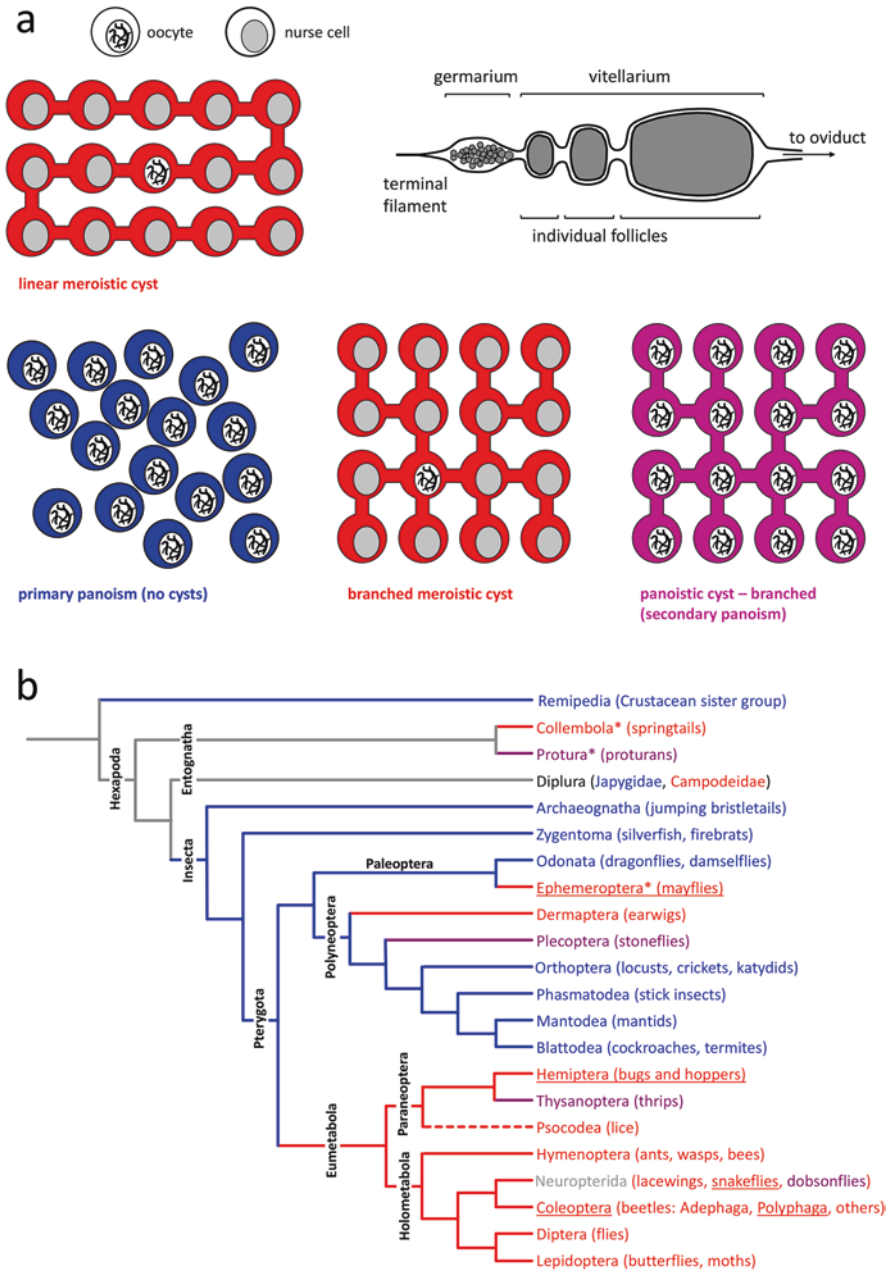 a
oocyte
nurse cell
germarium
vitellarium
to oviduct
terminal
filament
individual follicles
linear meroistic cyst
primary panoism (no cysts)
branched meroistic cyst
panoistic cyst – branched
(secondary panoism)
b
Remipedia (Crustacean sister group)
Collembola* (springtails)
Protura* (proturans)
Entognatha
Hexapoda
Diplura (Japygidae, Campodeidae)
Archaeognatha (jumping bristletails)
Insecta
Zygentoma (silverfish, firebrats)
Paleoptera
Odonata (dragonflies, damselflies)
Ephemeroptera* (mayflies)
Dermaptera (earwigs)
Polyneoptera
Plecoptera (stoneflies)
Orthoptera (locusts, crickets, katydids)
Phasmatodea (stick insects)
Pterygota
Mantodea (mantids)
Blattodea (cockroaches, termites)
Hemiptera (bugs and hoppers)
Paraneoptera
Thysanoptera (thrips)
Psocodea (lice)
Eumetabola
Hymenoptera (ants, wasps, bees)
Holometabola
Neuropterida (lacewings, snakeflies, dobsonflies)
Coleoptera (beetles: Adephaga, Polyphaga, others)
Diptera (flies)
Lepidoptera (butterflies, moths)